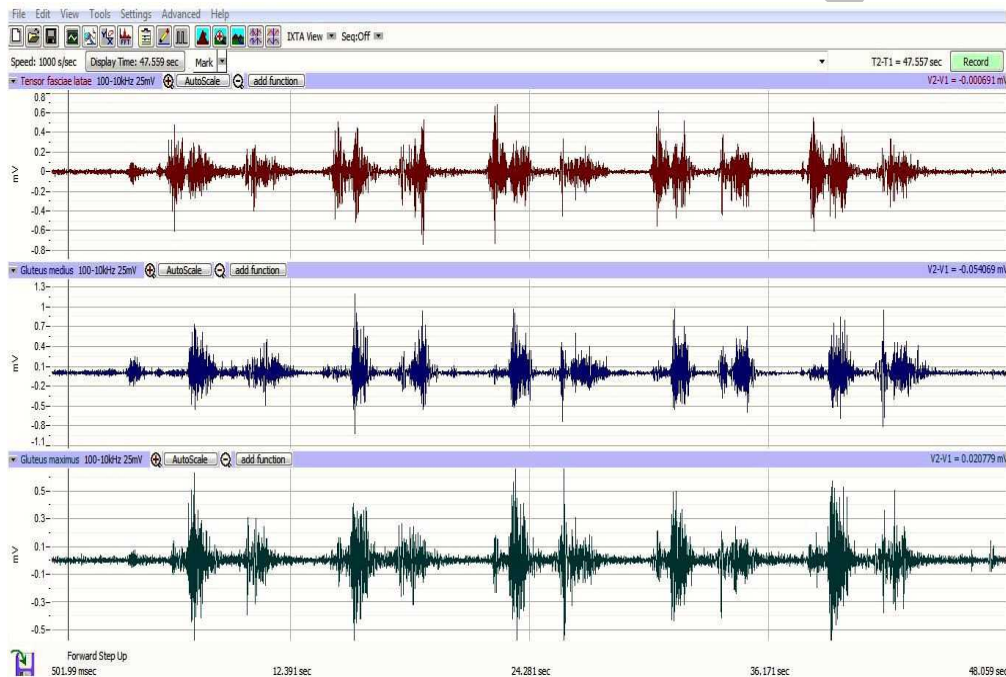 File Edit View Tools Settings Advanced Help
IXTA View Seq:Off
Speed: 1000 s/sec Display Time: 47.559 sec Mark T2-T1 = 47.557 sec Record
Tensor fasciae latae 100-10kHz 25mV AutoScale add function V2-V1 = -0.000691 mV
0.8
0.6
0.4
0.2
0
-0.2
-0.4
-0.6
-0.8
mV
Gluteus medius 100-10kHz 25mV AutoScale add function V2-V1 = -0.054069 mV
1.3
1
0.7
0.4
0.1
-0.2
-0.5
-0.8
-1.1
mV
Gluteus maximus 100-10kHz 25mV AutoScale add function V2-V1 = 0.020779 mV
0.5
0.3
0.1
-0.1
-0.3
-0.5
mV
Forward Step Up
501.99 msec 12.391 sec 24.281 sec 36.171 sec 48.059 sec